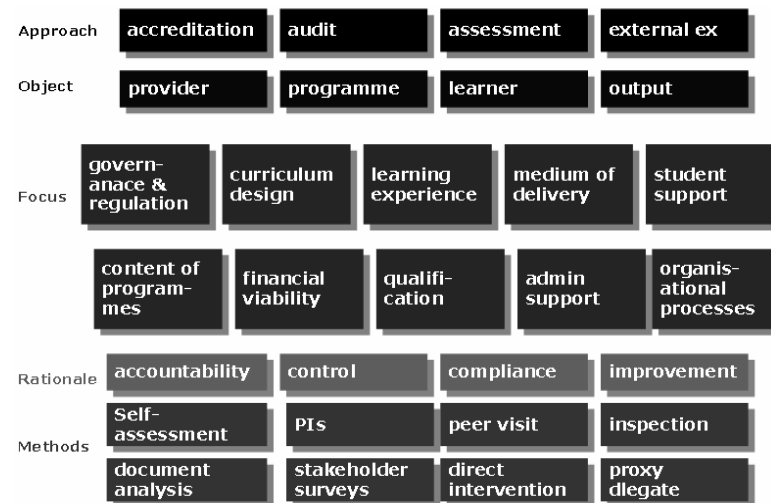 Approach accreditation audit assessment external ex
Object provider programme learner output
Focus
govern-
anace &
regulation
curriculum
design
learning
experience
medium of
delivery
student
support
content of
program-
mes
financial
viability
qualifi-
cation
admin
support
organis-
ational
processes
Rationale accountability control compliance improvement
Methods
Self-
assessment
PIs
peer visit
inspection
document
analysis
stakeholder
surveys
direct
intervention
proxy
dlegate